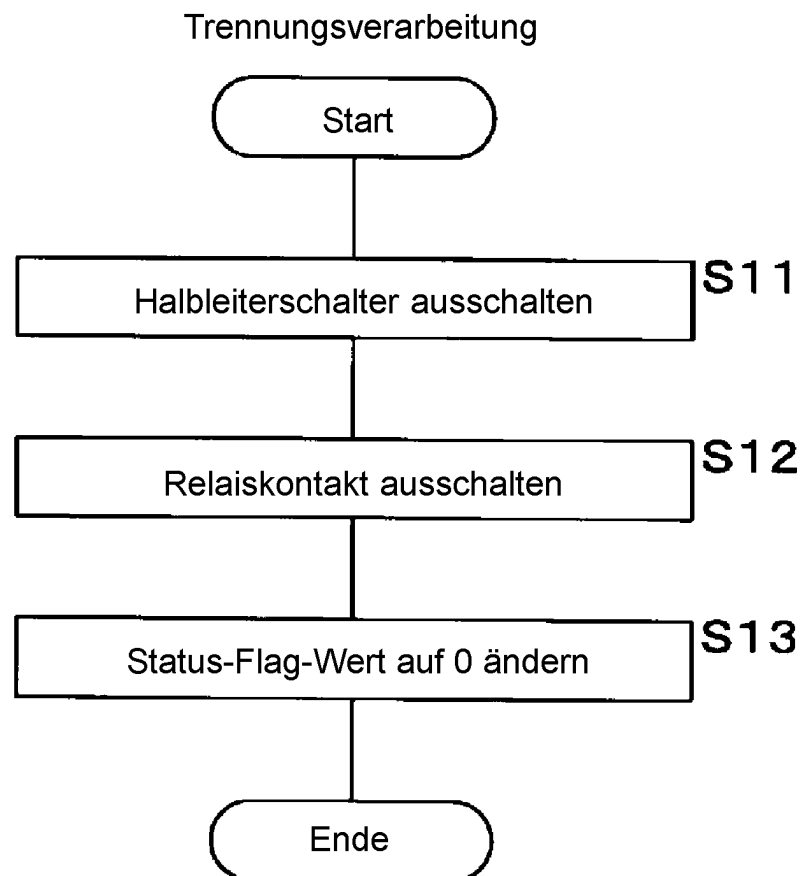 Trennungsverarbeitung
Start
Halbleiterschalter ausschalten
S11
Relaiskontakt ausschalten
S12
Status-Flag-Wert auf 0 ändern
S13
Ende